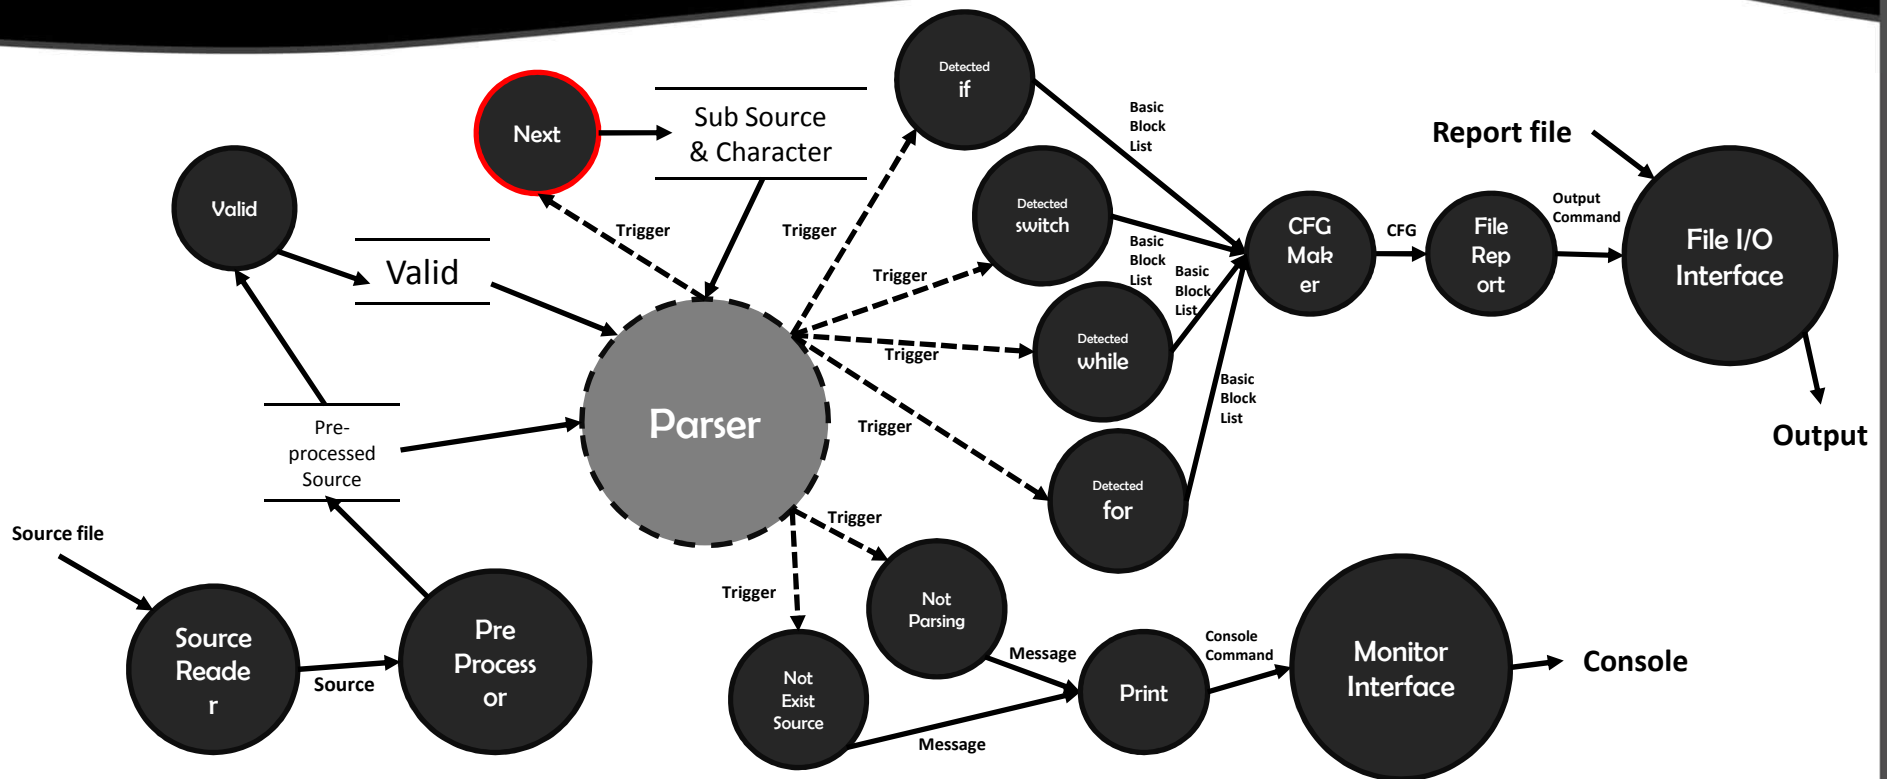 Detected
if
Next
Sub Source
& Character
Basic
Block
List
Report file
Valid
Trigger
Trigger
Detected
switch
CFG
Mak
er
CFG
File
Rep
ort
Output
Command
File I/O
Interface
Valid
Trigger
Basic
Block
List
Basic
Block
List
Detected
while
Trigger
Parser
Trigger
Basic
Block
List
Output
Pre-
processed
Source
Detected
for
Source file
Trigger
Trigger
Not
Parsing
Source
Reade
r
Source
Pre
Process
or
Not
Exist
Source
Message
Message
Print
Console
Command
Monitor
Interface
Console